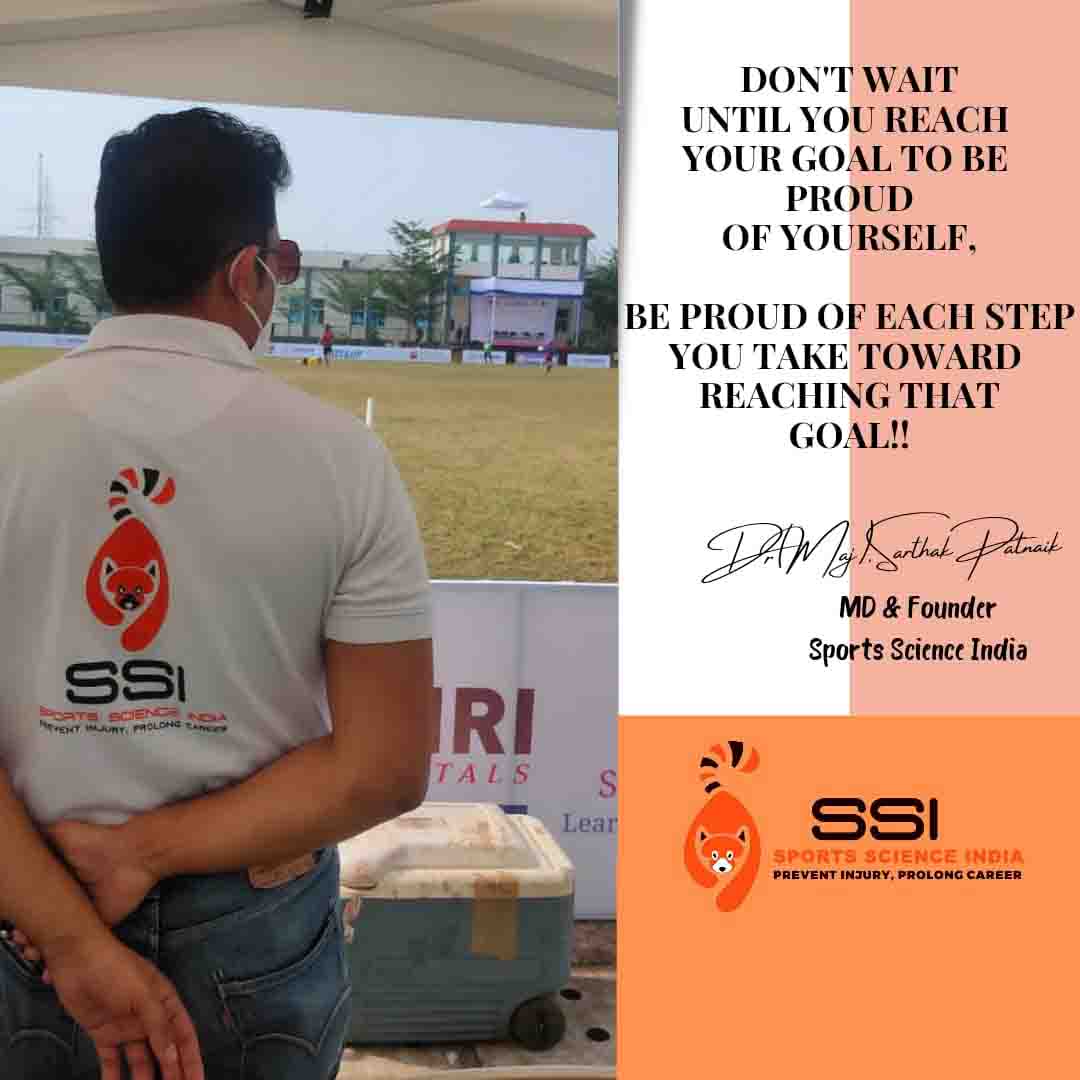 DON'T WAIT
UNTIL YOU REACH
YOUR GOAL TO BE
PROUD
OF YOURSELF,
BE PROUD OF EACH STEP
YOU TAKE TOWARD
REACHING THAT
GOAL!!
Dr. Maj. Sarthak Patnaik
MD & Founder
Sports Science India
SSI
SPORTS SCIENCE INDIA
PREVENT INJURY, PROLONG CAREER
SSI
SPORTS SCIENCE INDIA
PREVENT INJURY, PROLONG CAREER
HRI
TALS
S
Lear